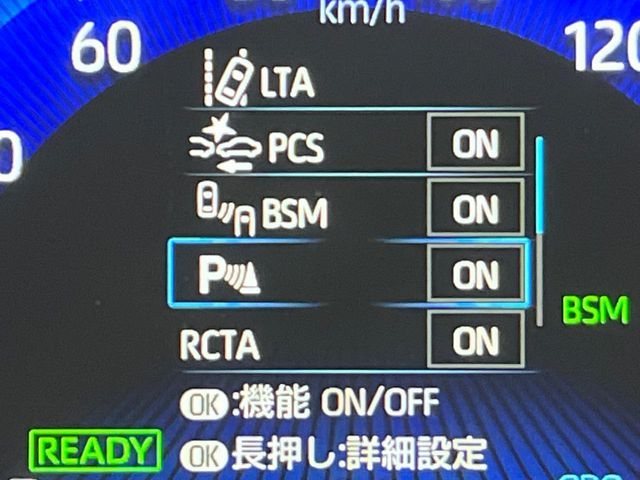 km/h
60
120
LTA
PCS ON
BSM ON
P ON
BSM
RCTA ON
OK:機能 ON/OFF
READY
OK長押し:詳細設定